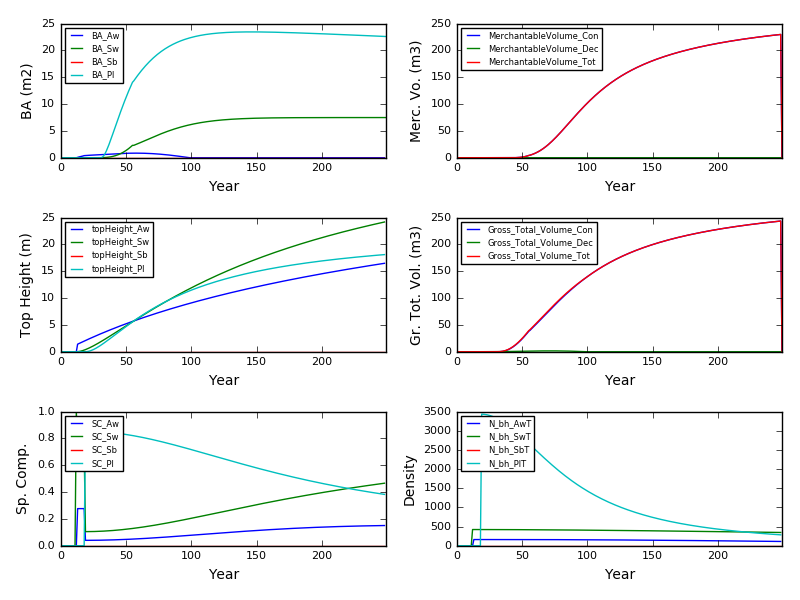 BA (m2)
25
20
15
10
5
0
BA_Aw
BA_Sw
BA_Sb
BA_Pl
0 50 100 150 200
Year
Merc. Vo. (m3)
250
200
150
100
50
0
MerchantableVolume_Con
MerchantableVolume_Dec
MerchantableVolume_Tot
0 50 100 150 200
Year
Top Height (m)
25
20
15
10
5
0
topHeight_Aw
topHeight_Sw
topHeight_Sb
topHeight_Pl
0 50 100 150 200
Year
Gr. Tot. Vol. (m3)
250
200
150
100
50
0
Gross_Total_Volume_Con
Gross_Total_Volume_Dec
Gross_Total_Volume_Tot
0 50 100 150 200
Year
Sp. Comp.
1.0
0.8
0.6
0.4
0.2
0.0
SC_Aw
SC_Sw
SC_Sb
SC_Pl
0 50 100 150 200
Year
Density
3500
3000
2500
2000
1500
1000
500
0
N_bh_AwT
N_bh_SwT
N_bh_SbT
N_bh_PlT
0 50 100 150 200
Year